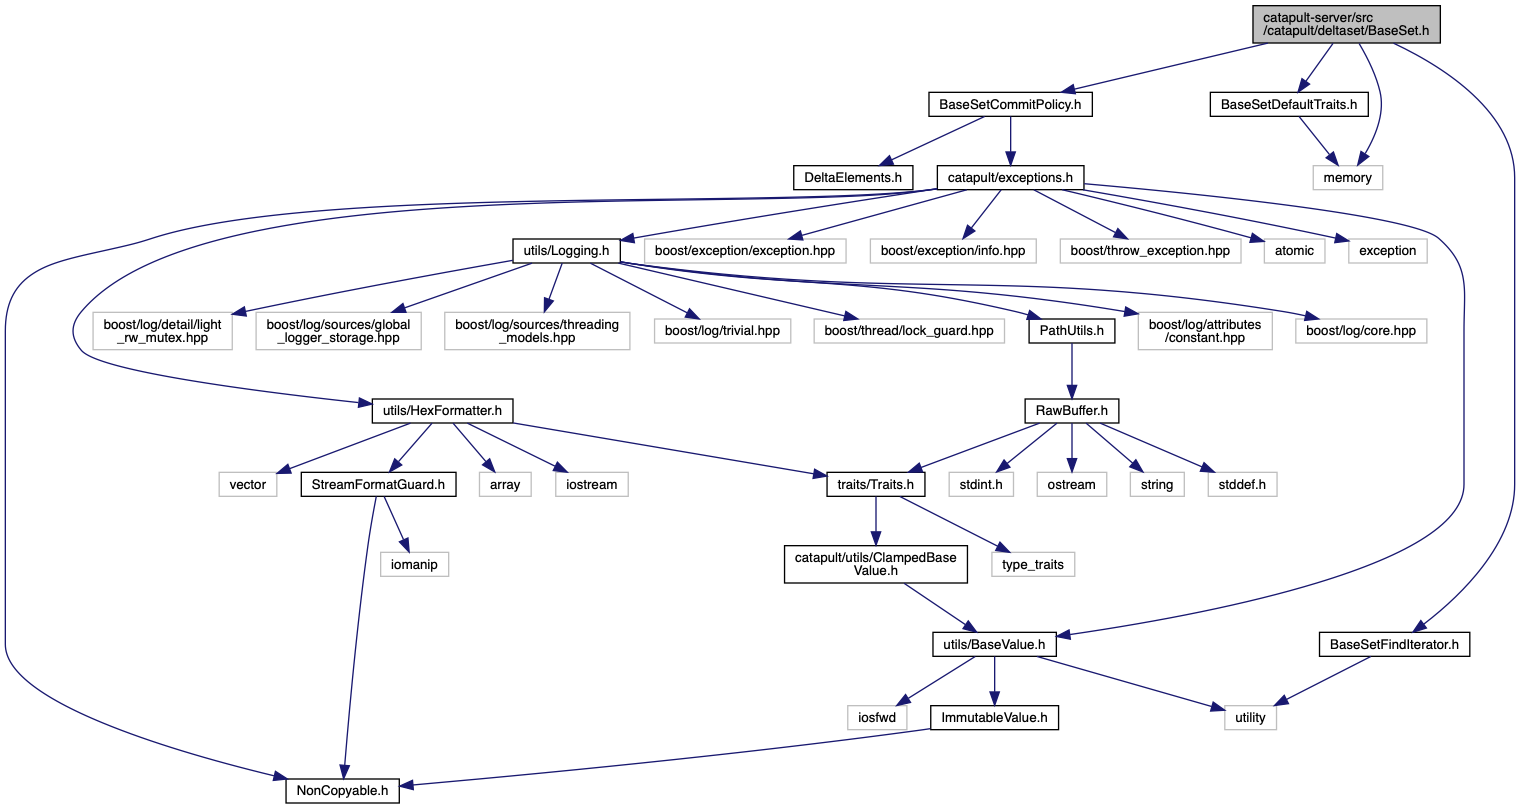 catapult-server/src
/catapult/deltaset/BaseSet.h
BaseSetCommitPolicy.h
BaseSetDefaultTraits.h
DeltaElements.h
catapult/exceptions.h
memory
utils/Logging.h
boost/exception/exception.hpp
boost/exception/info.hpp
boost/throw_exception.hpp
atomic
exception
boost/log/detail/light
_rw_mutex.hpp
boost/log/sources/global
_logger_storage.hpp
boost/log/sources/threading
_models.hpp
boost/log/trivial.hpp
boost/thread/lock_guard.hpp
PathUtils.h
boost/log/attributes
/constant.hpp
boost/log/core.hpp
utils/HexFormatter.h
RawBuffer.h
vector
StreamFormatGuard.h
array
iostream
traits/Traits.h
stdint.h
ostream
string
stddef.h
iomanip
catapult/utils/ClampedBase
Value.h
type_traits
utils/BaseValue.h
BaseSetFindIterator.h
iosfwd
ImmutableValue.h
utility
NonCopyable.h